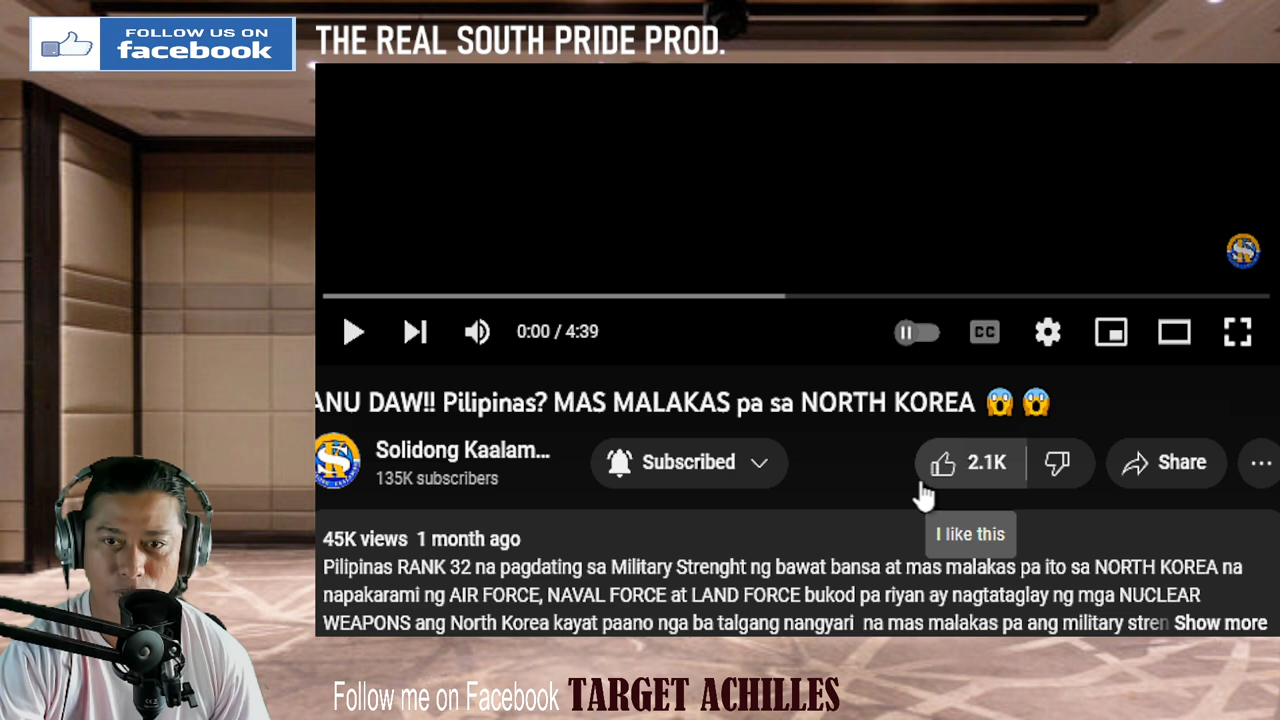 FOLLOW US ON
facebook
THE REAL SOUTH PRIDE PROD.
0:00 / 4:39
CC
ANU DAW!! Pilipinas? MAS MALAKAS pa sa NORTH KOREA 😱 😱
Solidong Kaalam...
135K subscribers
Subscribed
2.1K
Share
I like this
45K views 1 month ago
Pilipinas RANK 32 na pagdating sa Military Strenght ng bawat bansa at mas malakas pa ito sa NORTH KOREA na
napakarami ng AIR FORCE, NAVAL FORCE at LAND FORCE bukod pa riyan ay nagtataglay ng mga NUCLEAR
WEAPONS ang North Korea kayat paano nga ba talgang nangyari na mas malakas pa ang military stren Show more
Follow me on Facebook TARGET ACHILLES